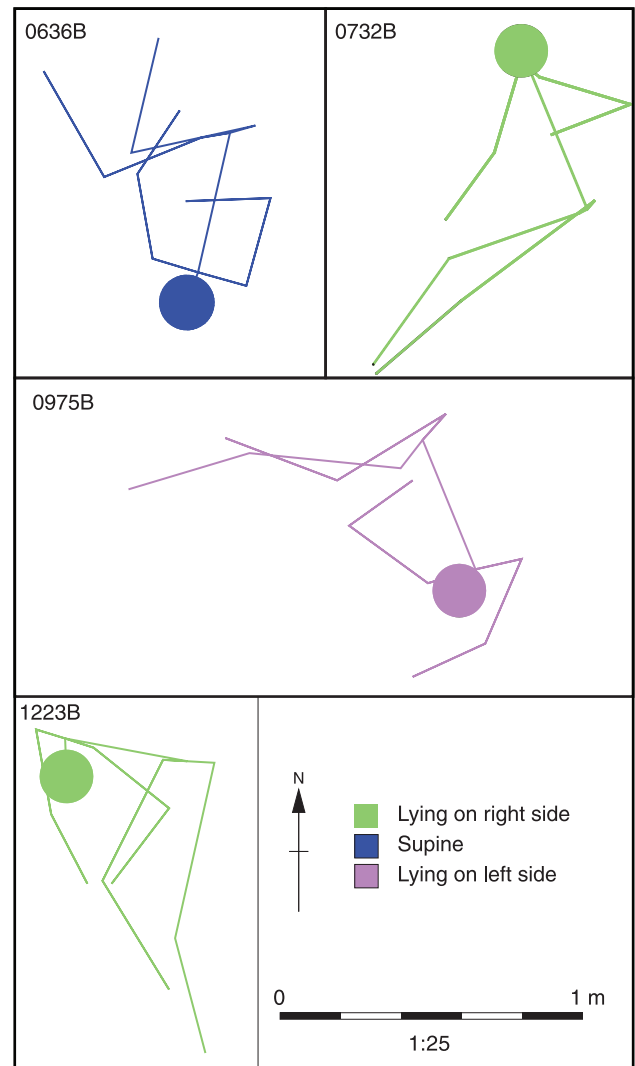 0636B
0732B
0975B
1223B
N
Lying on right side
Supine
Lying on left side
0 1 m
1:25